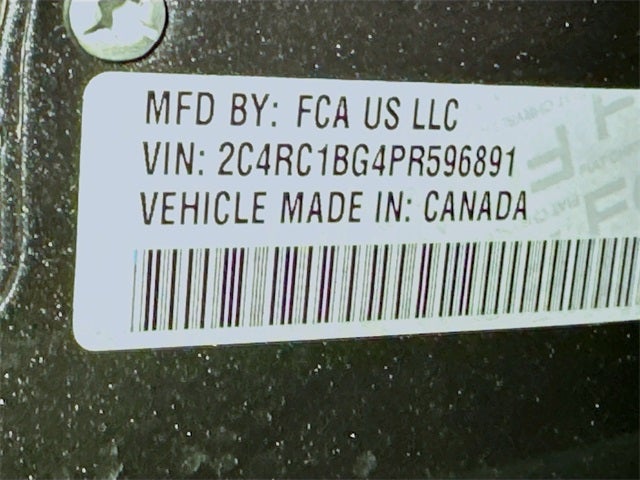 MFD BY: FCA US LLC
VIN: 2C4RC1BG4PR596891
VEHICLE MADE IN: CANADA